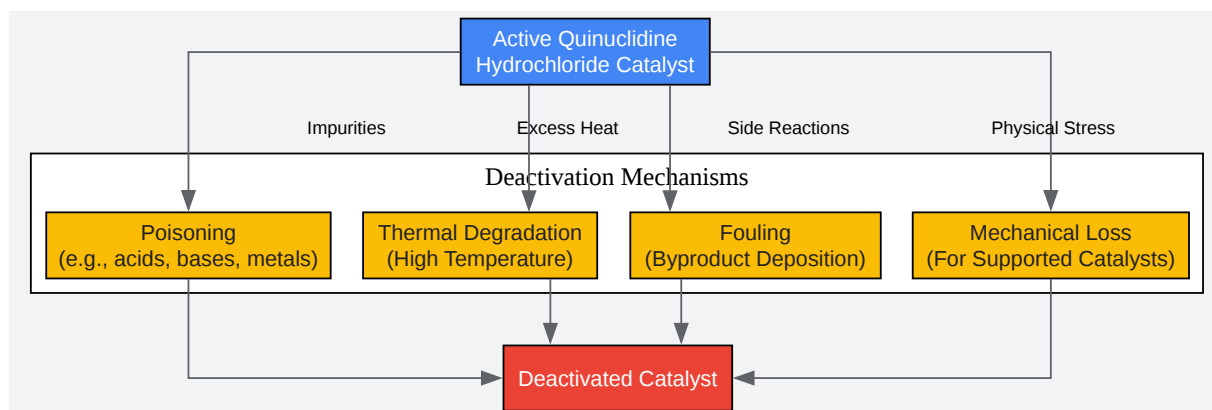 Active Quinuclidine
Hydrochloride Catalyst
Impurities
Excess Heat
Side Reactions
Physical Stress
Deactivation Mechanisms
Poisoning
(e.g., acids, bases, metals)
Thermal Degradation
(High Temperature)
Fouling
(Byproduct Deposition)
Mechanical Loss
(For Supported Catalysts)
Deactivated Catalyst